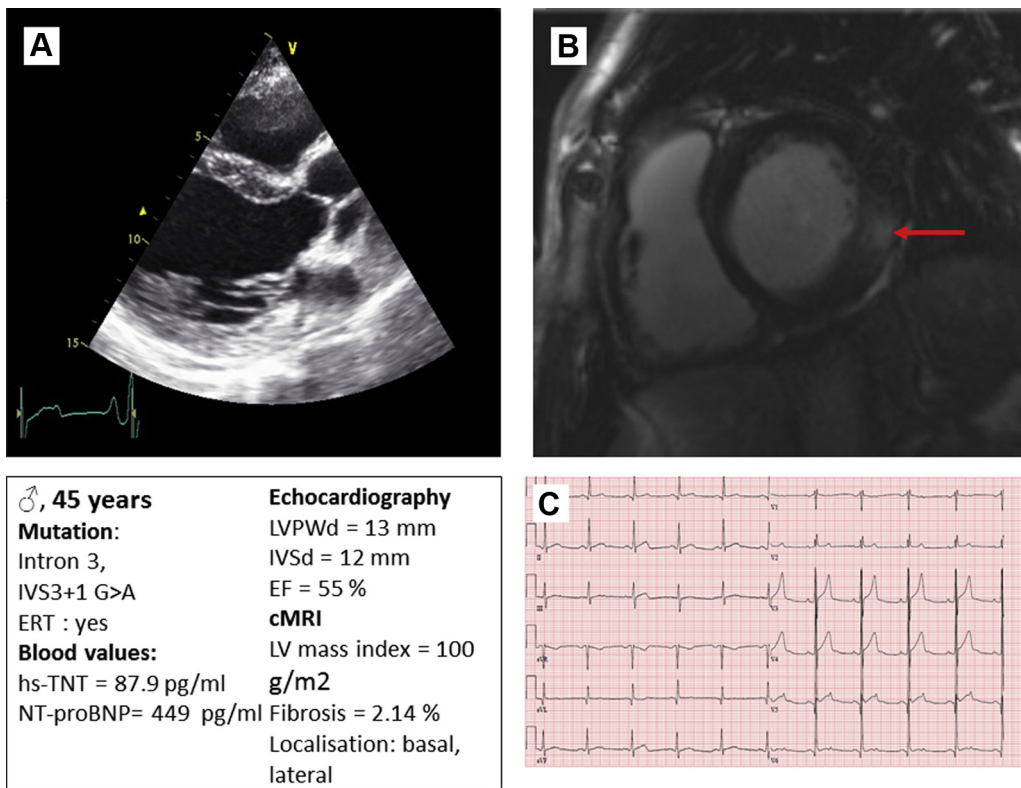 A
V
5
10
15
B
♂, 45 years
Mutation:
Intron 3,
IVS3+1 G>A
ERT : yes
Blood values:
hs-TNT = 87.9 pg/ml
NT-proBNP= 449 pg/ml
Echocardiography
LVPWd = 13 mm
IVSd = 12 mm
EF = 55 %
cMRI
LV mass index = 100
g/m2
Fibrosis = 2.14 %
Localisation: basal,
lateral
C
V1
II
V2
III
V3
aVR
V4
aVL
V5
aVF
V6